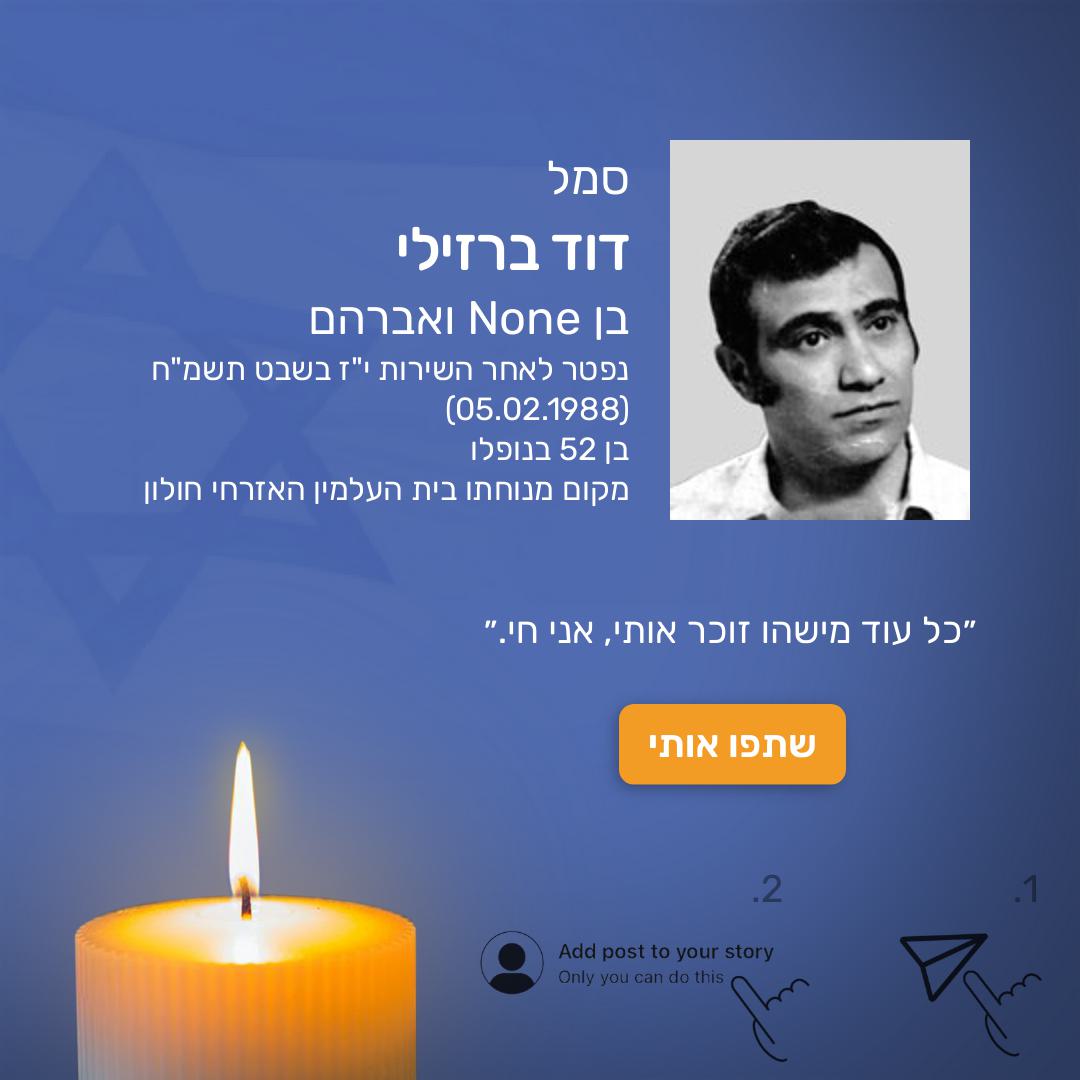 סמל
דוד ברזילי
בן None ואברהם
נפטר לאחר השירות י"ז בשבט תשמ"ח
(05.02.1988)
בן 52 בנופלו
מקום מנוחתו בית העלמין האזרחי חולון
״כל עוד מישהו זוכר אותי, אני חי.״
שתפו אותי
.1
.2
Add post to your story
Only you can do this